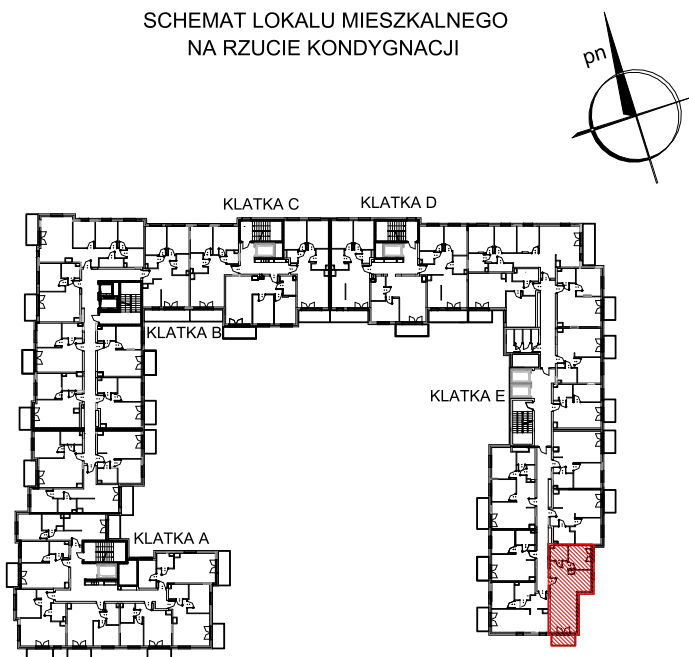 SCHEMAT LOKALU MIESZKALNEGO
NA RZUCIE KONDYGNACJI
pn
KLATKA C
KLATKA D
KLATKA B
KLATKA E
KLATKA A